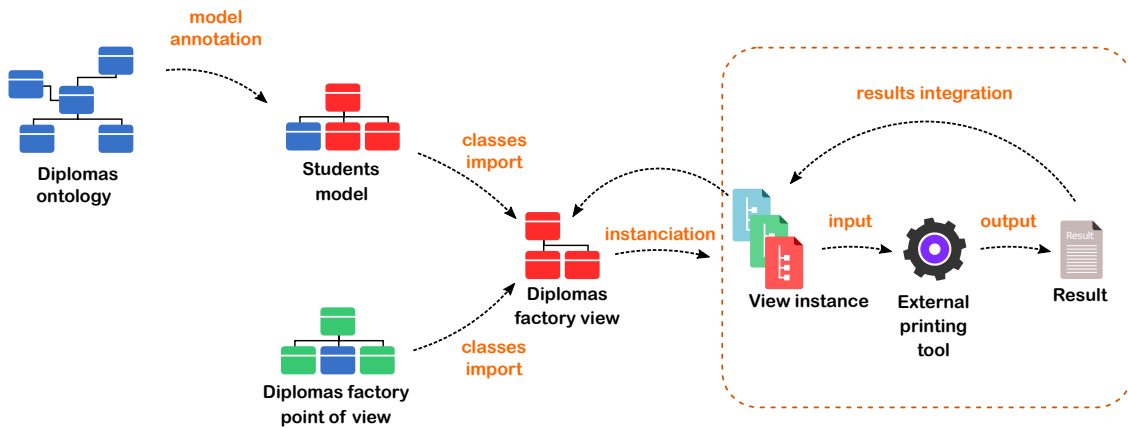 model
annotation
Diplomas
ontology
Students
model
classes
import
Diplomas factory
point of view
classes
import
Diplomas
factory view
instanciation
results integration
View instance
input
External
printing
tool
output
Result
Result